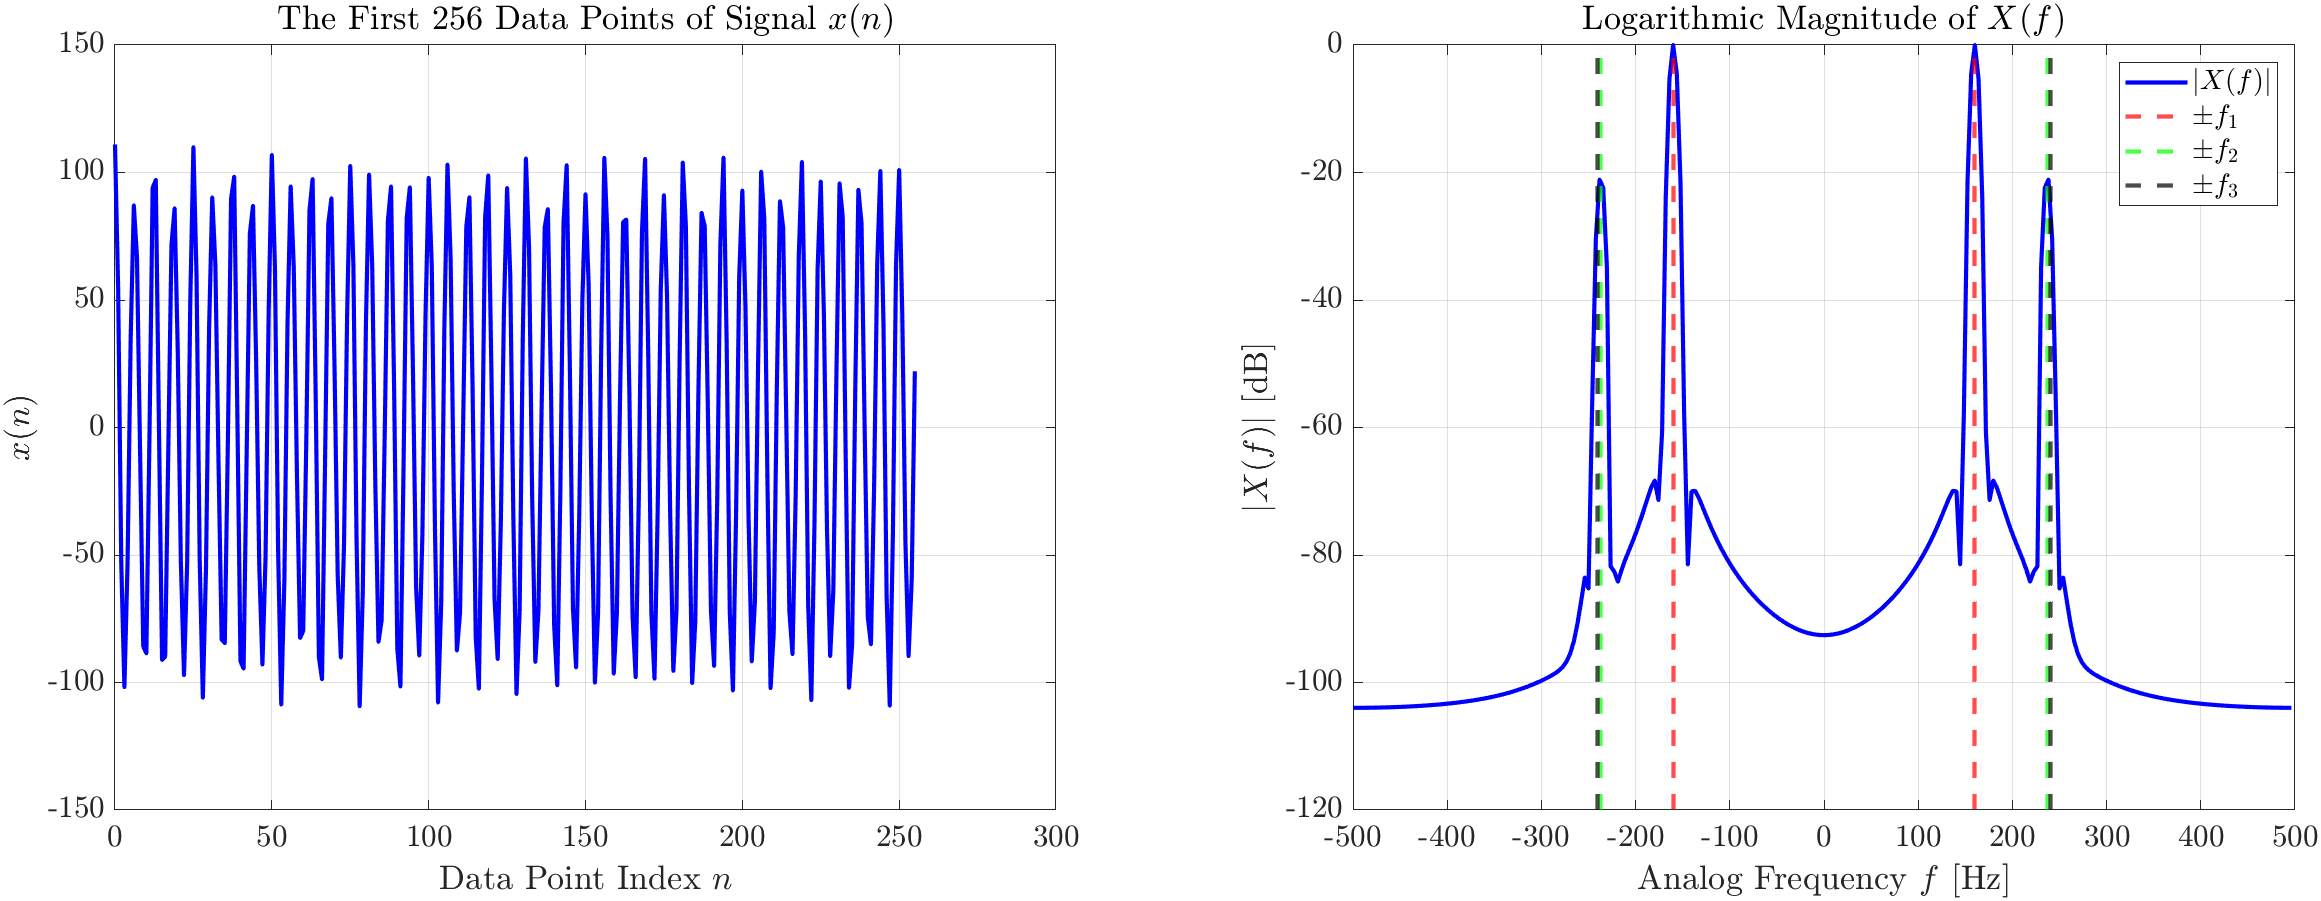 The First 256 Data Points of Signal x(n)
150
100
50
0
-50
-100
-150
x(n)
0 50 100 150 200 250 300
Data Point Index n
Logarithmic Magnitude of X(f)
0
-20
-40
-60
-80
-100
-120
|X(f)| [dB]
|X(f)|
±f₁
±f₂
±f₃
-500 -400 -300 -200 -100 0 100 200 300 400 500
Analog Frequency f [Hz]